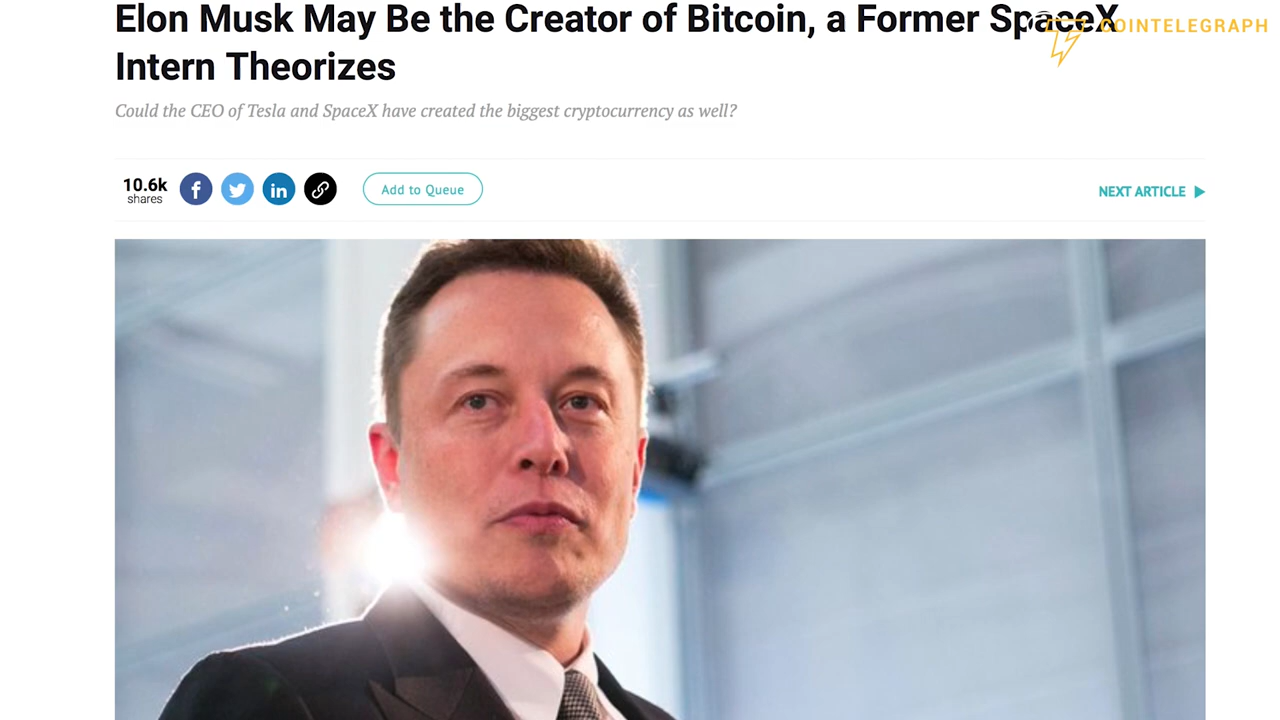 Elon Musk May Be the Creator of Bitcoin, a Former SpaceX
COINTELEGRAPH
Intern Theorizes
Could the CEO of Tesla and SpaceX have created the biggest cryptocurrency as well?
10.6k
shares
Add to Queue
NEXT ARTICLE